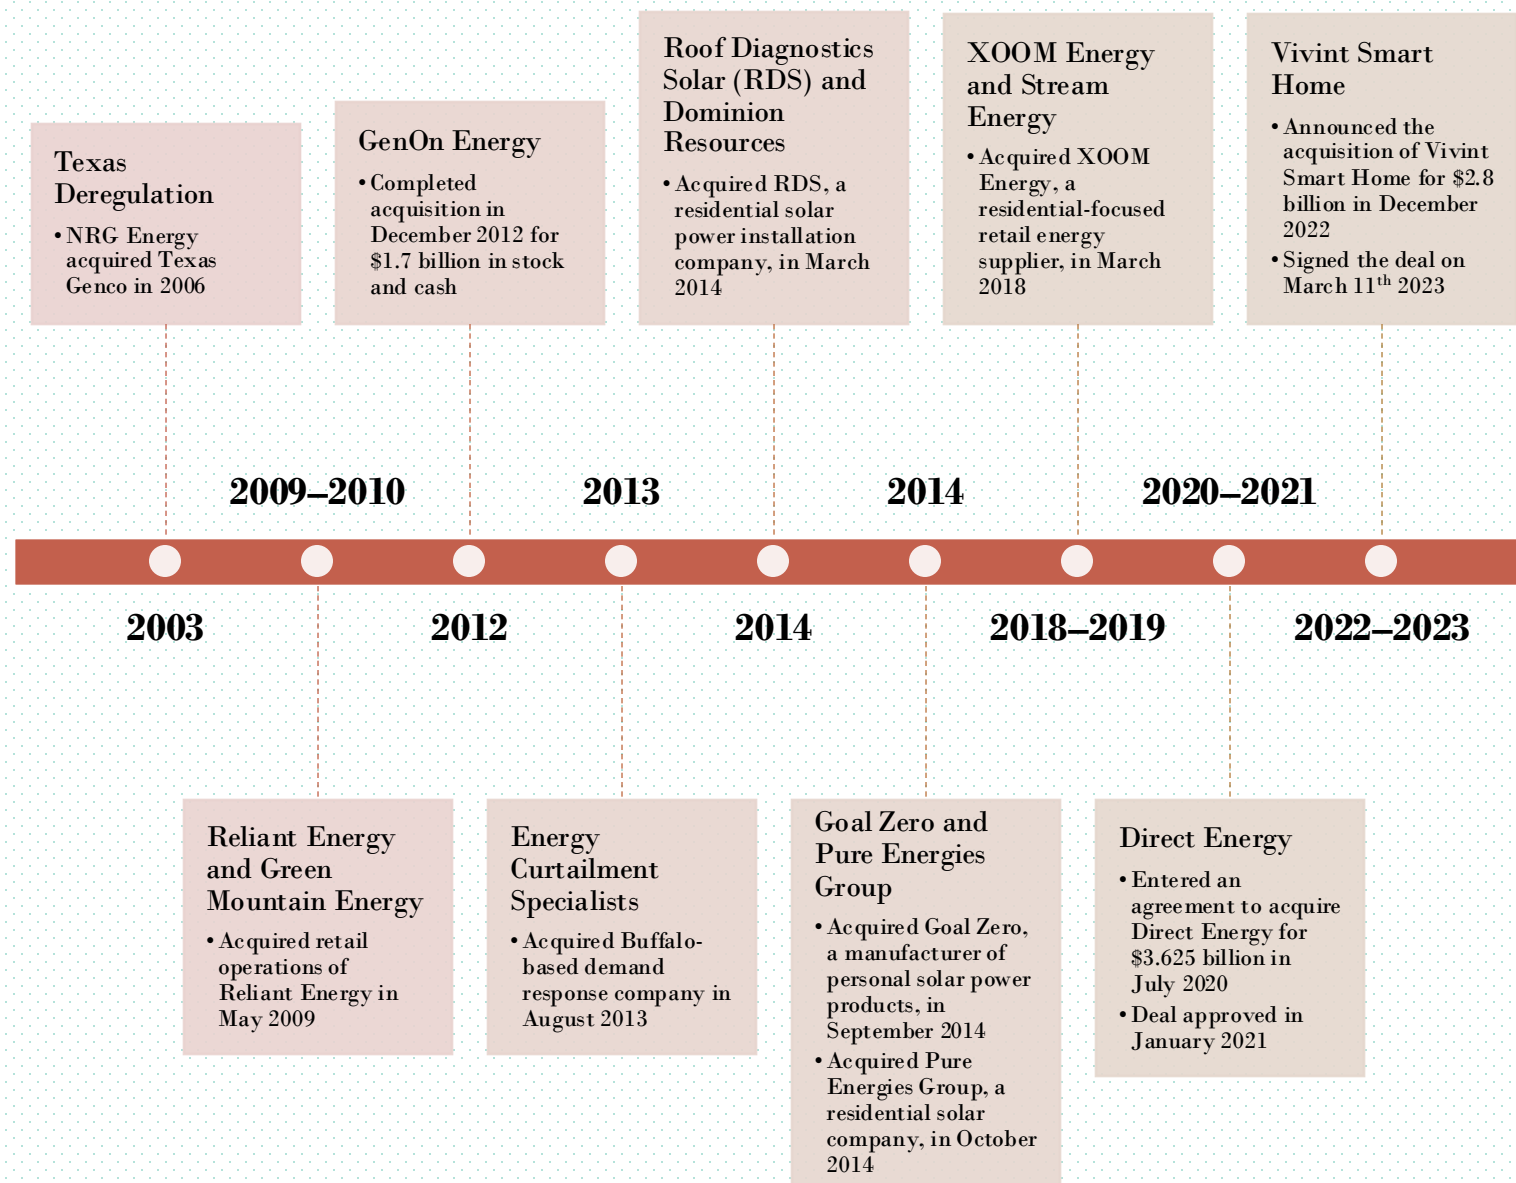 Texas
Deregulation
• NRG Energy
acquired Texas
Genco in 2006
GenOn Energy
• Completed
acquisition in
December 2012 for
$1.7 billion in stock
and cash
Roof Diagnostics
Solar (RDS) and
Dominion
Resources
• Acquired RDS, a
residential solar
power installation
company, in March
2014
XOOM Energy
and Stream
Energy
• Acquired XOOM
Energy, a
residential-focused
retail energy
supplier, in March
2018
Vivint Smart
Home
• Announced the
acquisition of Vivint
Smart Home for $2.8
billion in December
2022
• Signed the deal on
March 11th 2023
2009–2010
2013
2014
2020–2021
2003
2012
2014
2018–2019
2022–2023
Reliant Energy
and Green
Mountain Energy
• Acquired retail
operations of
Reliant Energy in
May 2009
Energy
Curtailment
Specialists
• Acquired Buffalo-
based demand
response company in
August 2013
Goal Zero and
Pure Energies
Group
• Acquired Goal Zero,
a manufacturer of
personal solar power
products, in
September 2014
• Acquired Pure
Energies Group, a
residential solar
company, in October
2014
Direct Energy
• Entered an
agreement to acquire
Direct Energy for
$3.625 billion in
July 2020
• Deal approved in
January 2021